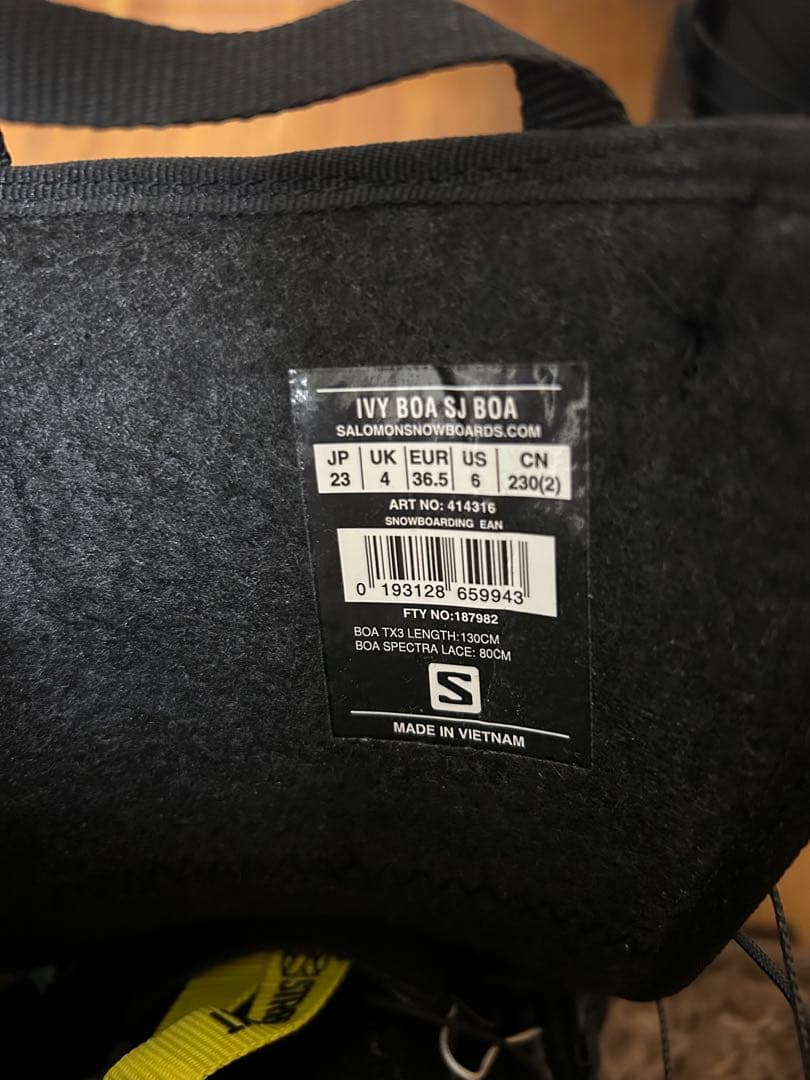 IVY BOA SJ BOA
SALOMONSNOWBOARDS.COM
JP UK EUR US CN
23 4 36.5 6 230(2)
ART NO: 414316
SNOWBOARDING EAN
0 193128 659943
FTY NO:187982
BOA TX3 LENGTH:130CM
BOA SPECTRA LACE: 80CM
S
MADE IN VIETNAM